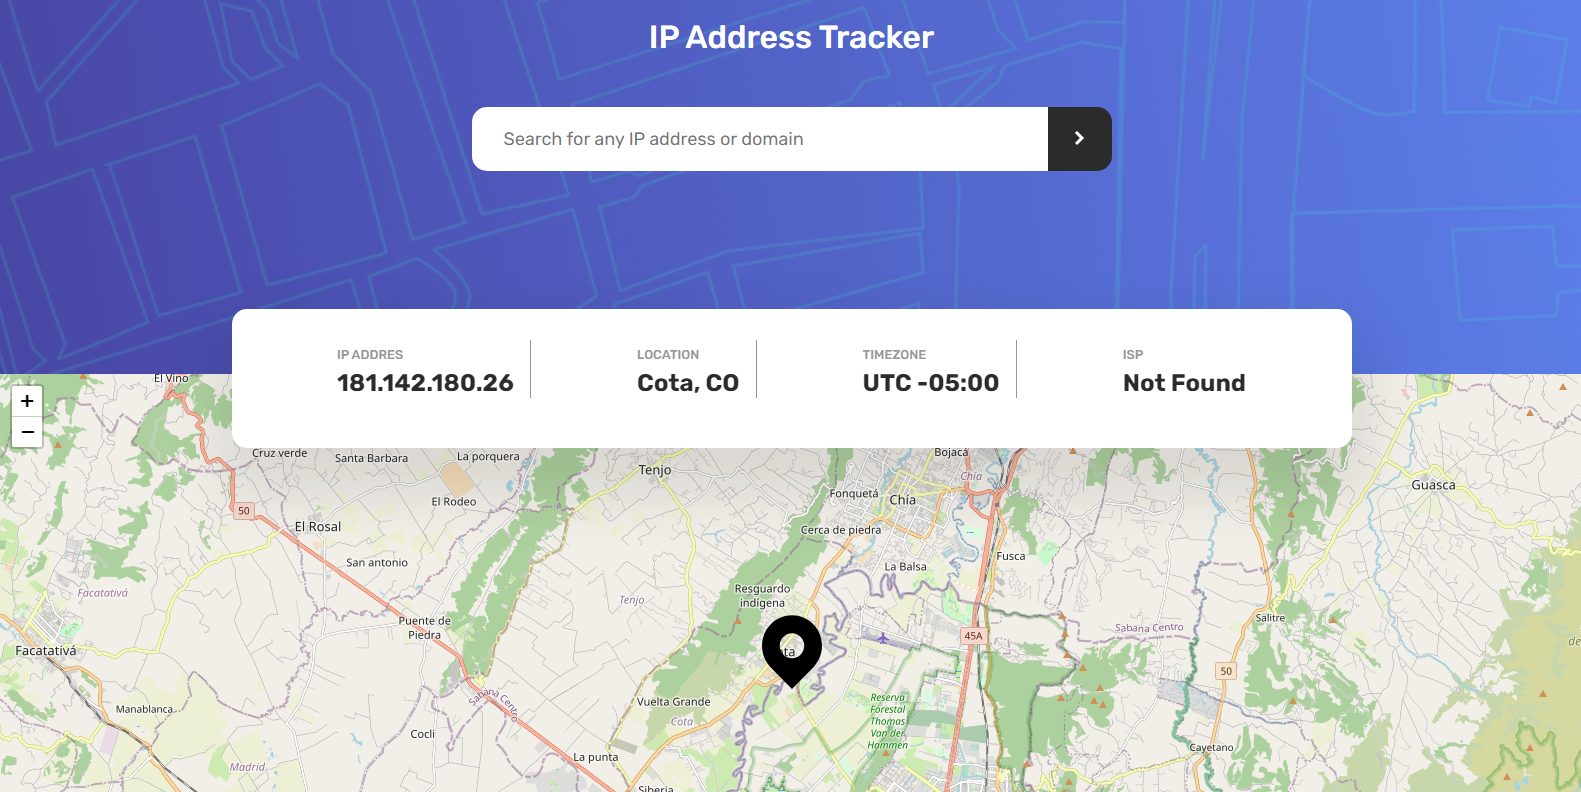 IP Address Tracker
Search for any IP address or domain
IP ADDRES
181.142.180.26
LOCATION
Cota, CO
TIMEZONE
UTC -05:00
ISP
Not Found
+
−
El Vino
Cruz verde
Santa Barbara
La porquera
Tenjo
Bojacá
Chía
Guasca
El Rodeo
Fonquetá
Chía
50
El Rosal
Cerca de piedra
San antonio
La Balsa
Fusca
Facatativá
Tenjo
Resguardo
indígena
Puente de
Piedra
Salitre
Sabana Centro
45A
Facatativá
ta
50
Sabana Centro
Vuelta Grande
Manablanca
Cota
Reserva
Forestal
Thomas
Van der
Hammen
Cocli
Cayetano
Madrid
La punta
Siberia
de